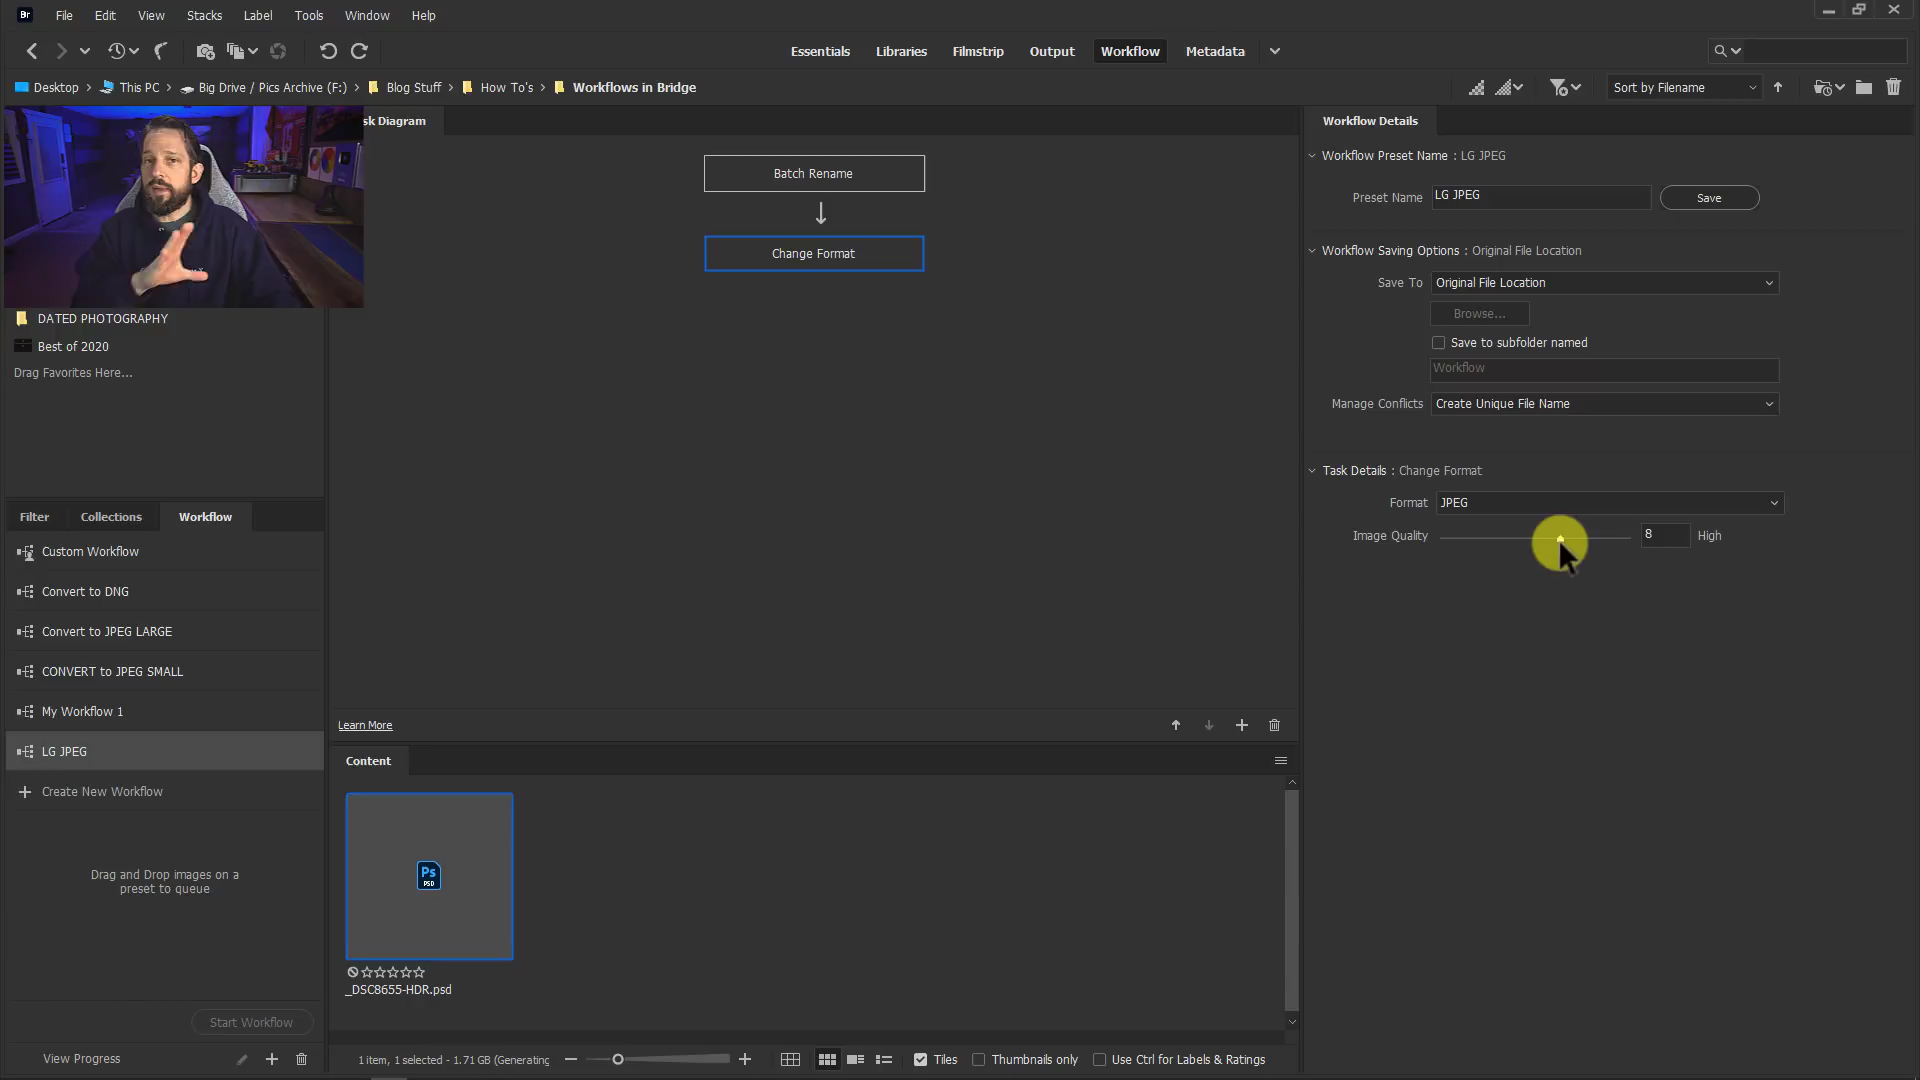 Br File Edit View Stacks Label Tools Window Help
Essentials Libraries Filmstrip Output Workflow Metadata
Desktop This PC Big Drive / Pics Archive (F:) Blog Stuff How To's Workflows in Bridge
Sort by Filename
sk Diagram
Batch Rename
Change Format
DATED PHOTOGRAPHY
Best of 2020
Drag Favorites Here...
Filter Collections Workflow
Custom Workflow
Convert to DNG
Convert to JPEG LARGE
CONVERT to JPEG SMALL
My Workflow 1
LG JPEG
Create New Workflow
Drag and Drop images on a
preset to queue
Start Workflow
View Progress
Learn More
Content
Ps
PSD
_DSC8655-HDR.psd
1 item, 1 selected - 1.71 GB (Generating
Tiles Thumbnails only Use Ctrl for Labels & Ratings
Workflow Details
Workflow Preset Name : LG JPEG
Preset Name LG JPEG Save
Workflow Saving Options : Original File Location
Save To Original File Location
Browse...
Save to subfolder named
Workflow
Manage Conflicts Create Unique File Name
Task Details : Change Format
Format JPEG
Image Quality 8 High